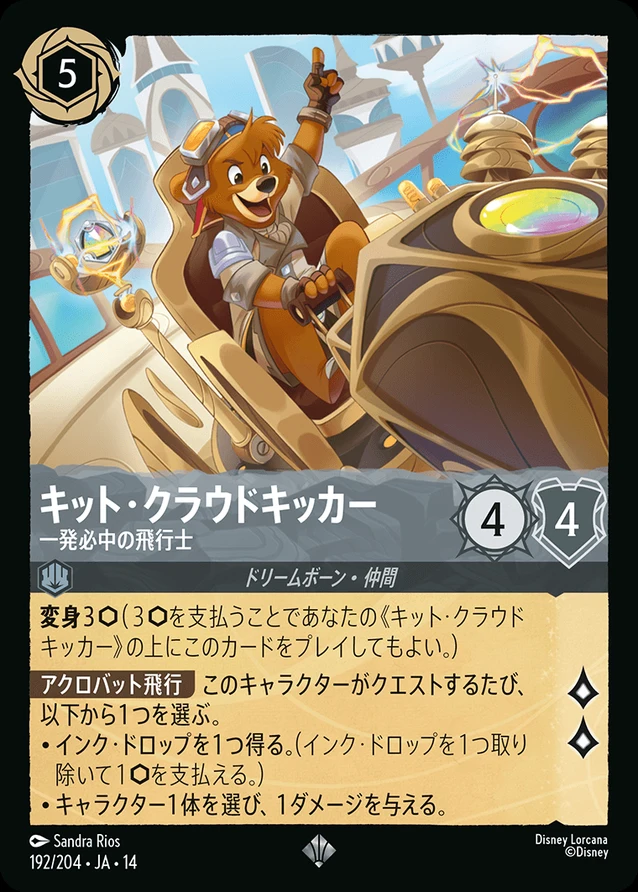 5
キット・クラウドキッカー
一発必中の飛行士
4
4
ドリームボーン・仲間
変身3⬡(3⬡を支払うことであなたの《キット・クラウド
キッカー》の上にこのカードをプレイしてもよい。)
アクロバット飛行 このキャラクターがクエストするたび、
以下から1つを選ぶ。
・インク・ドロップを1つ得る。(インク・ドロップを1つ取り
除いて1⬡を支払える。)
・キャラクター1体を選び、1ダメージを与える。
Sandra Rios
192/204・JA・14
Disney Lorcana
©Disney